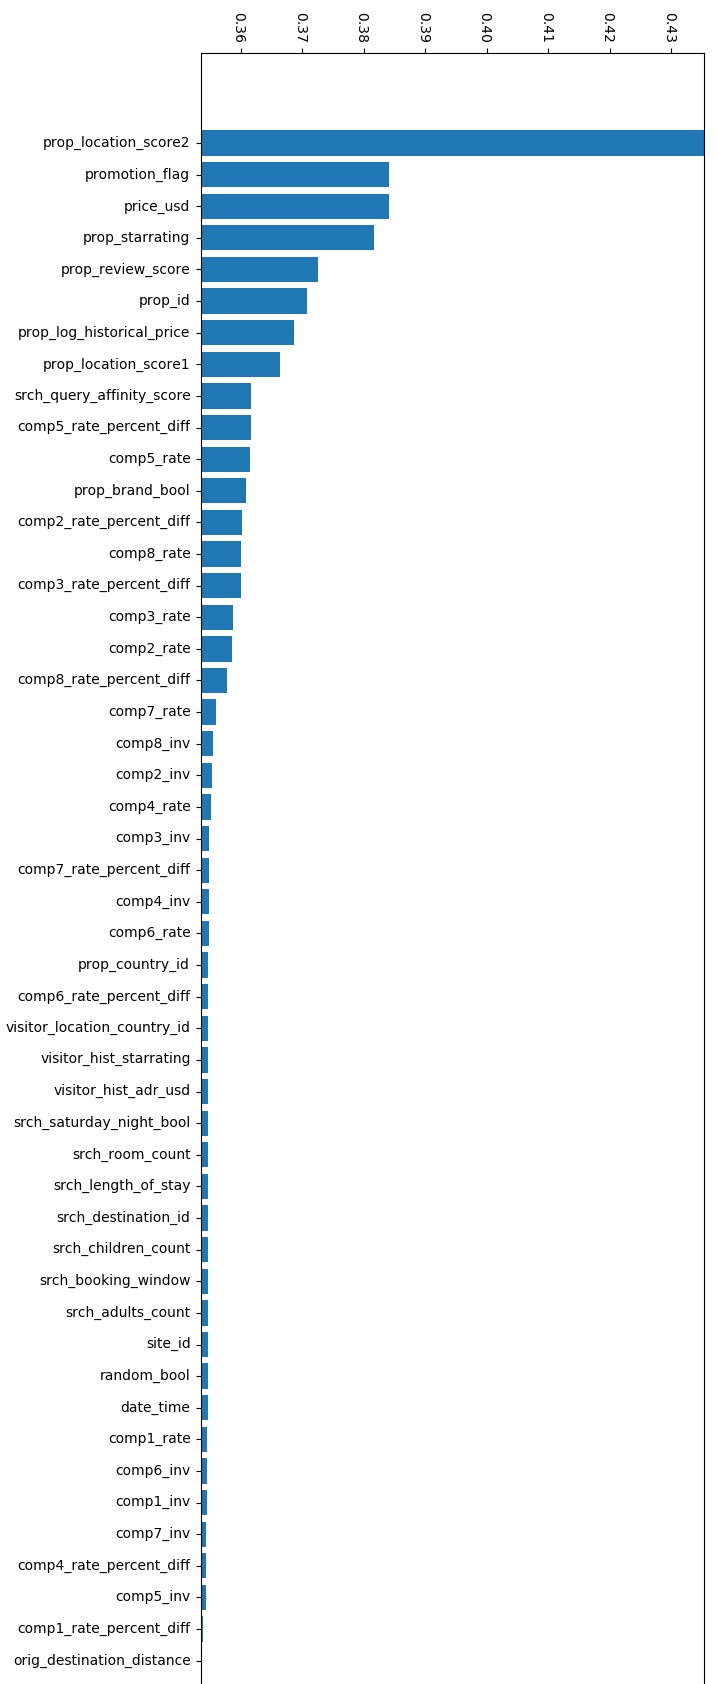 0.36 0.37 0.38 0.39 0.40 0.41 0.42 0.43
prop_location_score2
promotion_flag
price_usd
prop_starrating
prop_review_score
prop_id
prop_log_historical_price
prop_location_score1
srch_query_affinity_score
comp5_rate_percent_diff
comp5_rate
prop_brand_bool
comp2_rate_percent_diff
comp8_rate
comp3_rate_percent_diff
comp3_rate
comp2_rate
comp8_rate_percent_diff
comp7_rate
comp8_inv
comp2_inv
comp4_rate
comp3_inv
comp7_rate_percent_diff
comp4_inv
comp6_rate
prop_country_id
comp6_rate_percent_diff
visitor_location_country_id
visitor_hist_starrating
visitor_hist_adr_usd
srch_saturday_night_bool
srch_room_count
srch_length_of_stay
srch_destination_id
srch_children_count
srch_booking_window
srch_adults_count
site_id
random_bool
date_time
comp1_rate
comp6_inv
comp1_inv
comp7_inv
comp4_rate_percent_diff
comp5_inv
comp1_rate_percent_diff
orig_destination_distance